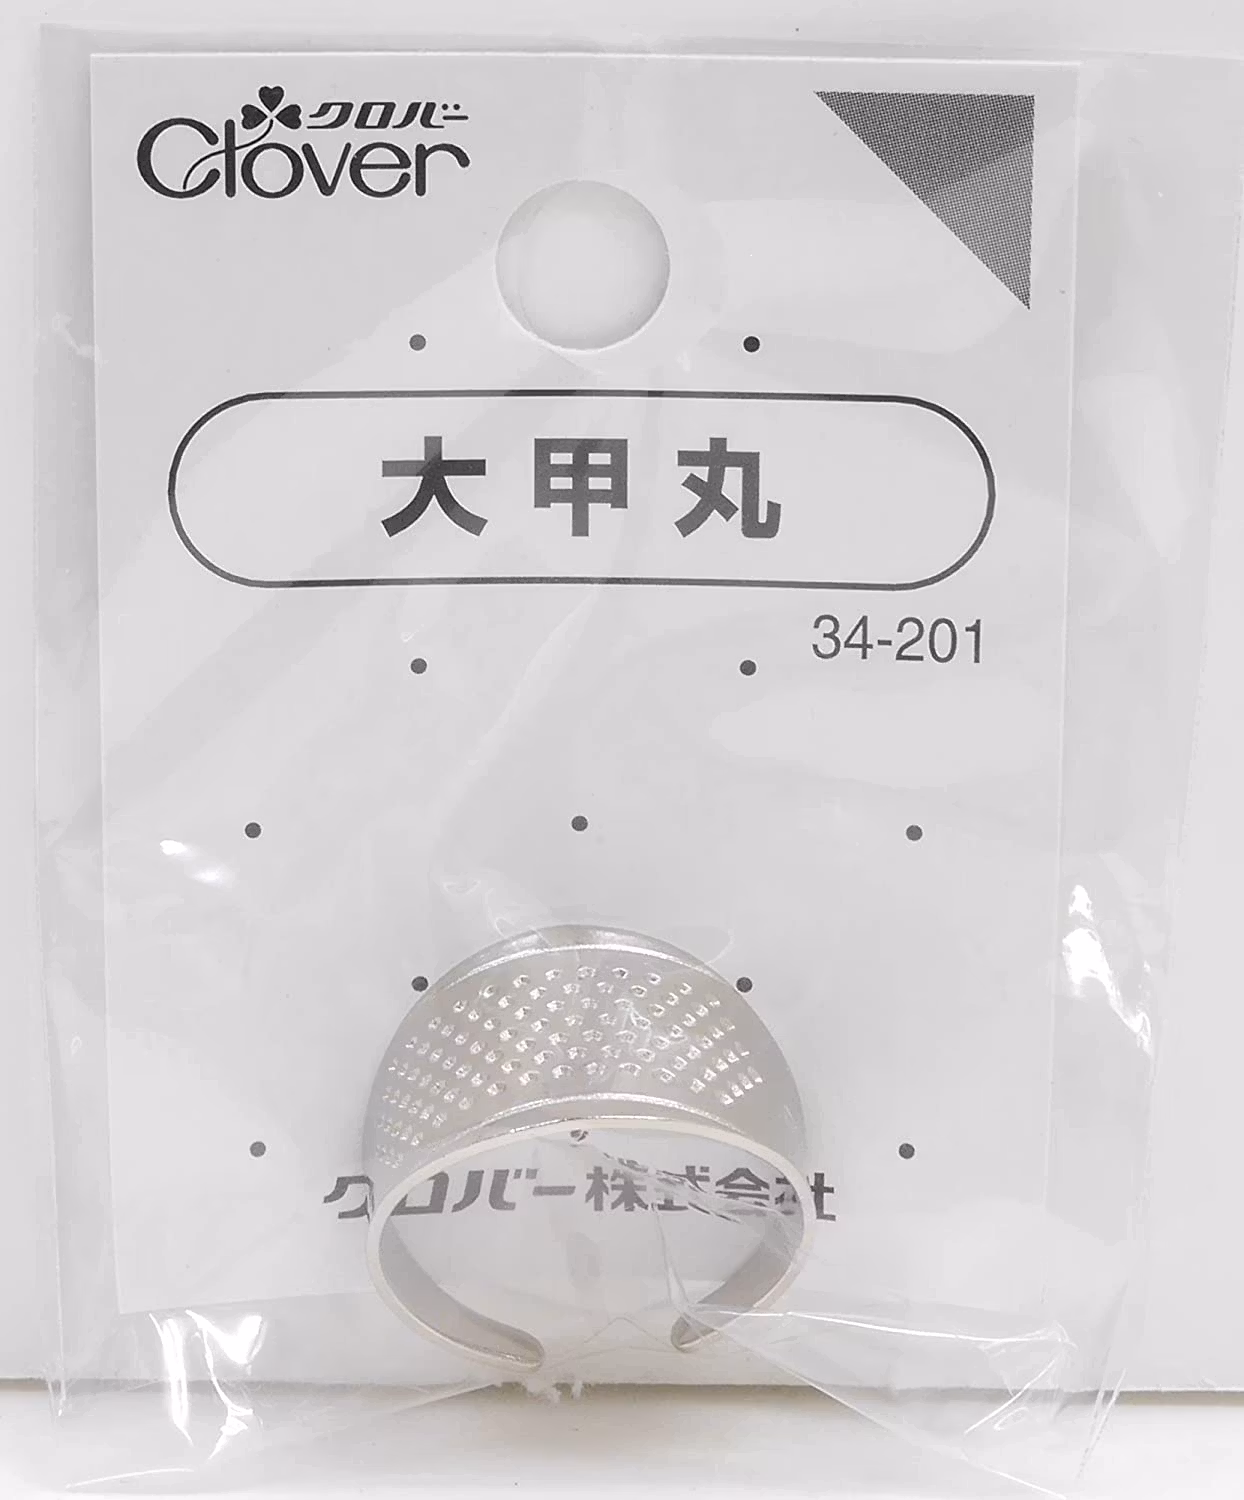 クロバー
Clover
大甲丸
34-201
クロバー株式会社